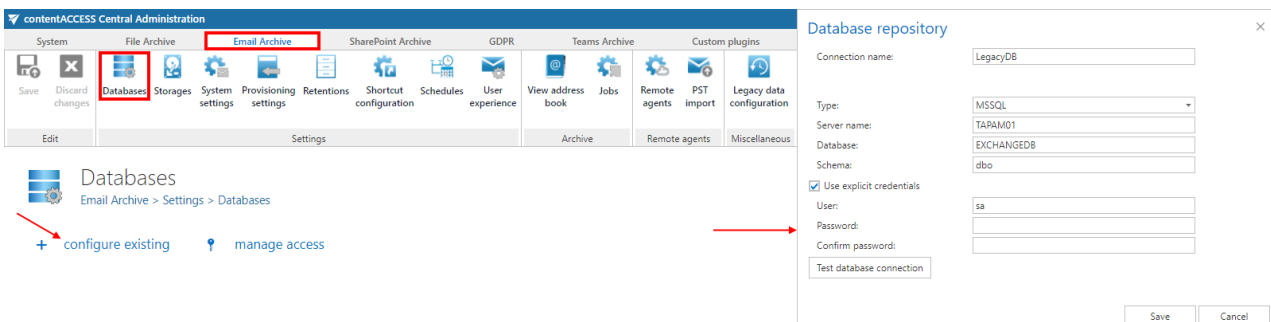 contentACCESS Central Administration
System File Archive Email Archive SharePoint Archive GDPR Teams Archive Custom plugins
Save Discard changes Databases Storages System settings Provisioning settings Retentions Shortcut configuration Schedules User experience View address book Jobs Remote agents PST import Legacy data configuration
Edit Settings Archive Remote agents Miscellaneous
Databases
Email Archive > Settings > Databases
+ configure existing manage access
Database repository
Connection name: LegacyDB
Type: MSSQL
Server name: TAPAM01
Database: EXCHANGEDB
Schema: dbo
Use explicit credentials
User: sa
Password:
Confirm password:
Test database connection
Save Cancel